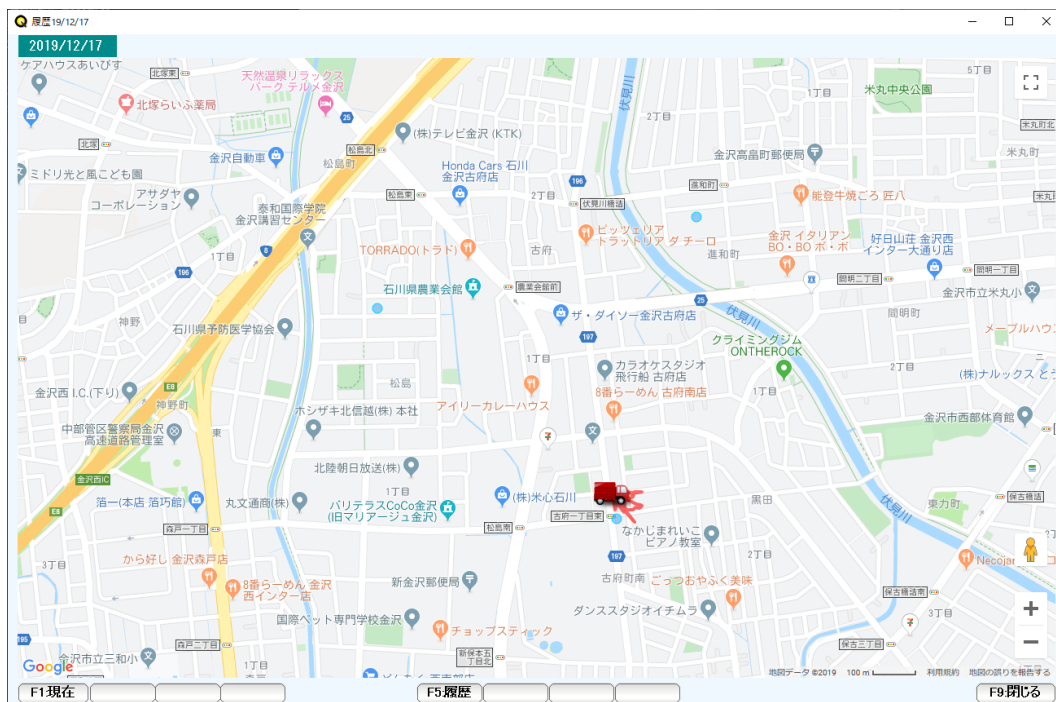 履歴19/12/17
2019/12/17
ケアハウスあいびす
北塚東
天然温泉リラックス
パーク テルメ金沢
伏見川
5丁目
北塚らいふ薬局
25
(株)テレビ金沢 (KTK)
2丁目
1丁目
米丸中央公園
米丸町北
北塚
松島北
金沢自動車
松島町
Honda Cars 石川
金沢古府店
金沢高畠町郵便局
米丸町
ミドリ光と風こども園
アサダヤ
コーポレーション
松島東
2丁目
196
進和町
能登牛焼ごろ 匠八
泰和国際学院
金沢講習センター
伏見川橋詰
ピッツェリア
トラットリア ダ チーロ
1丁目
8
TORRADO(トラド)
古府
進和町
金沢 イタリアン
BO・BO ボ・ボ
好日山荘 金沢西
インター大通り店
196
石川県農業会館
農業会館前
間明二丁目
間明一丁目
25
金沢市立米丸小
神野
石川県予防医学協会
ザ・ダイソー金沢古府店
伏見川
間明町
197
クライミングジム
ONTHEROCK
メープルハウス
1丁目
カラオケスタジオ
飛行船 古府店
(株)ナルックス
金沢西 I.C.(下り)
E8
神野町
松島
アイリーカレーハウス
8番らーめん 古府南店
1丁目
ホシザキ北信越(株) 本社
金沢市西部体育館
中部管区警察局金沢
高速道路管理室
東
金沢西IC
北陸朝日放送(株)
箔一(本店 箔巧館)
丸文通商(株)
1丁目
バリテラスCoCo金沢
(旧マリアージュ金沢)
(株)米心石川
黒田
保古橋詰
東力町
E8
森戸一丁目
松島南
古府一丁目東
なかじまれいこ
ピアノ教室
伏見川
3丁目
から好し 金沢森戸店
197
8番らーめん 金沢
西インター店
新金沢郵便局
古府町南
ごっつおやふく美味
保古橋詰南
国際ペット専門学校金沢
ダンススタジオイチムラ
3丁目
195
森戸二丁目
チョップスティック
保古三丁目
金沢市立三和小
1丁目
新保本五
丁目北
Google
地図データ ©2019
100 m
利用規約
地図の誤りを報告する
F1:現在
F5:履歴
F9:閉じる